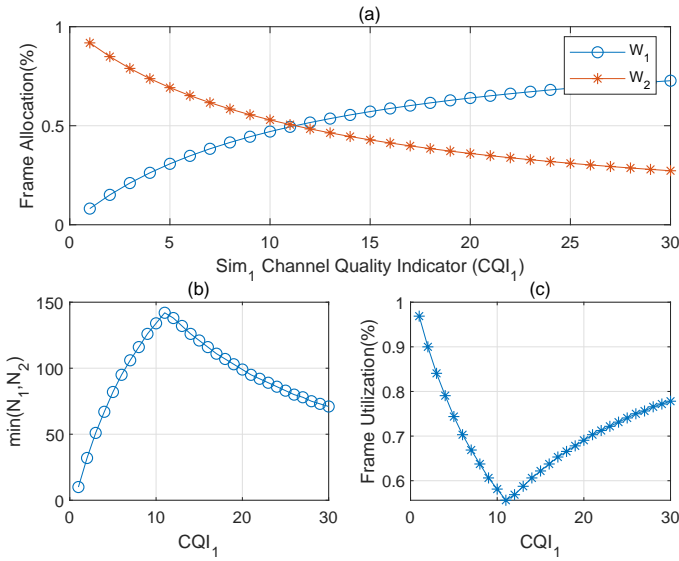 (a)
Frame Allocation(%)
1
0.5
0
0
5
10
15
20
25
30
W1
W2
Sim1 Channel Quality Indicator (CQI1)
(b)
min(N1,N2)
150
100
50
0
0
10
20
30
CQI1
(c)
Frame Utilization(%)
1
0.9
0.8
0.7
0.6
0
10
20
30
CQI1